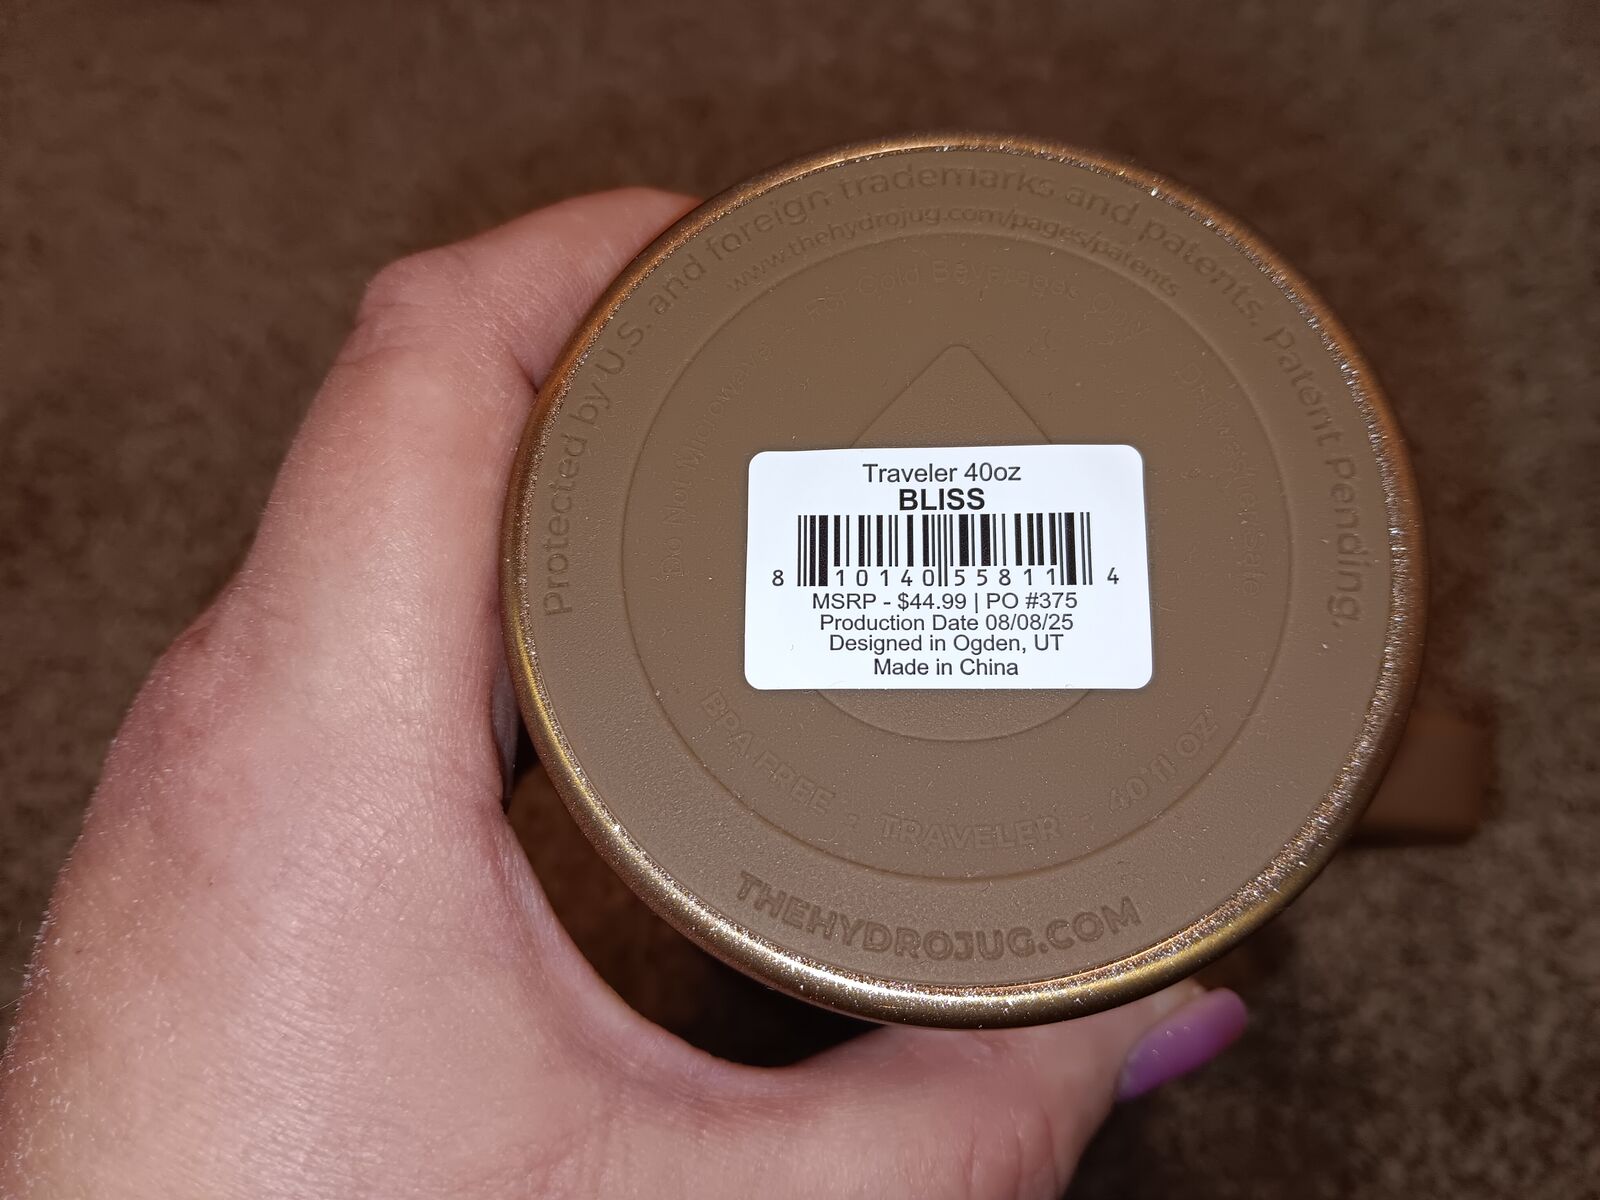 Protected by U.S. and foreign trademarks and patents. Patent Pending.
www.thehydrojug.com/pages/patents
Do Not Microwave · For Cold Beverages Only · Dishwasher Safe
Traveler 40oz
BLISS
8 10140 55811 4
MSRP - $44.99 | PO #375
Production Date 08/08/25
Designed in Ogden, UT
Made in China
BPA FREE · TRAVELER · 40 fl oz
THEHYDROJUG.COM